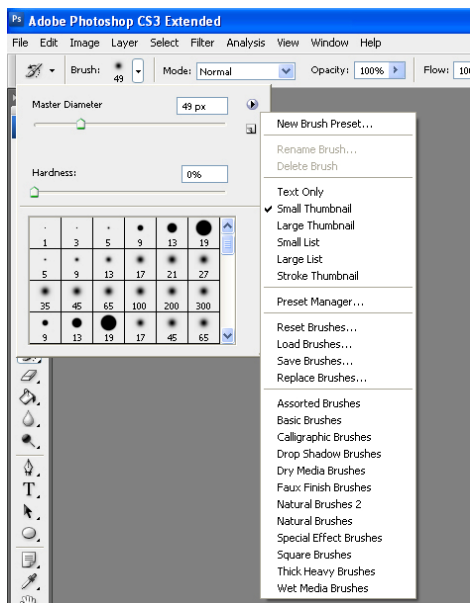 Ps Adobe Photoshop CS3 Extended
File Edit Image Layer Select Filter Analysis View Window Help
Brush: 49 Mode: Normal Opacity: 100% Flow: 100
Master Diameter 49 px
Hardness: 0%
1 3 5 9 13 19
5 9 13 17 21 27
35 45 65 100 200 300
9 13 19 17 45 65
New Brush Preset...
Rename Brush...
Delete Brush
Text Only
Small Thumbnail
Large Thumbnail
Small List
Large List
Stroke Thumbnail
Preset Manager...
Reset Brushes...
Load Brushes...
Save Brushes...
Replace Brushes...
Assorted Brushes
Basic Brushes
Calligraphic Brushes
Drop Shadow Brushes
Dry Media Brushes
Faux Finish Brushes
Natural Brushes 2
Natural Brushes
Special Effect Brushes
Square Brushes
Thick Heavy Brushes
Wet Media Brushes